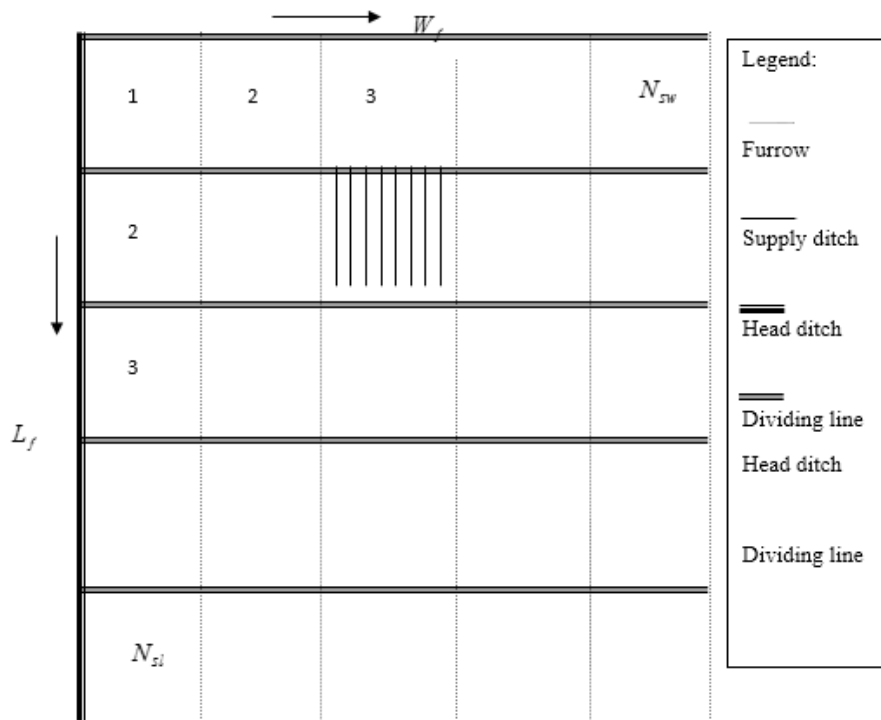 W_f
1 2 3 N_sw
2
3
L_f
N_sl
Legend:
Furrow
Supply ditch
Head ditch
Dividing line
Head ditch
Dividing line